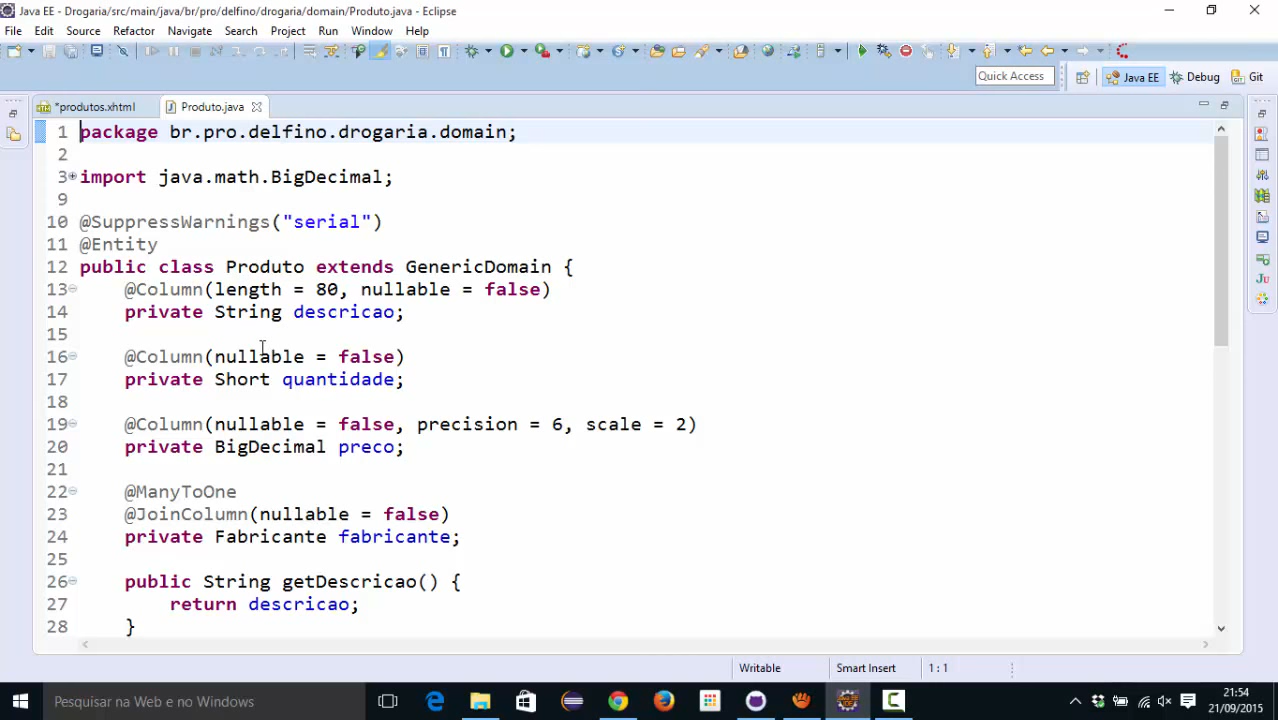 Java EE - Drogaria/src/main/java/br/pro/delfino/drogaria/domain/Produto.java - Eclipse
File Edit Source Refactor Navigate Search Project Run Window Help
Quick Access Java EE Debug Git
*produtos.xhtml Produto.java
1 package br.pro.delfino.drogaria.domain;
2
3 import java.math.BigDecimal;
9
10 @SuppressWarnings("serial")
11 @Entity
12 public class Produto extends GenericDomain {
13 @Column(length = 80, nullable = false)
14 private String descricao;
15
16 @Column(nullable = false)
17 private Short quantidade;
18
19 @Column(nullable = false, precision = 6, scale = 2)
20 private BigDecimal preco;
21
22 @ManyToOne
23 @JoinColumn(nullable = false)
24 private Fabricante fabricante;
25
26 public String getDescricao() {
27 return descricao;
28 }
Writable Smart Insert 1 : 1
Pesquisar na Web e no Windows
21:54
21/09/2015